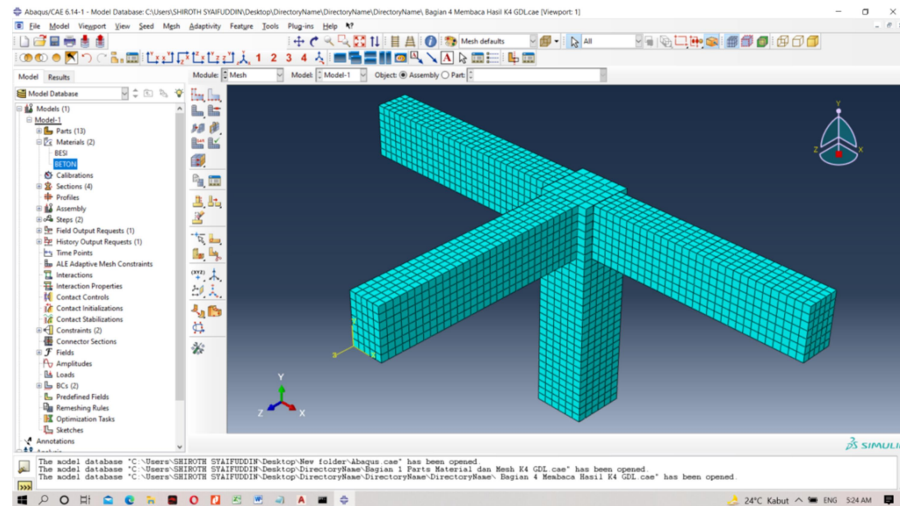 Abaqus/CAE 6.14-1 - Model Database: C:\Users\SHIROTH SYAIFUDDIN\Desktop\DirectoryName\DirectoryName\DirectoryName\ Bagian 4 Membaca Hasil K4 GDL.cae [Viewport: 1]
File Model Viewport View Seed Mesh Adaptivity Feature Tools Plug-ins Help
Mesh defaults All
1 2 3 4
Model Results Module: Mesh Model: Model-1 Object: Assembly Part:
Model Database
Models (1)
Model-1
Parts (13)
Materials (2)
BESI
BETON
Calibrations
Sections (4)
Profiles
Assembly
Steps (2)
Field Output Requests (1)
History Output Requests (1)
Time Points
ALE Adaptive Mesh Constraints
Interactions
Interaction Properties
Contact Controls
Contact Initializations
Contact Stabilizations
Constraints (2)
Connector Sections
Fields
Amplitudes
Loads
BCs (2)
Predefined Fields
Remeshing Rules
Optimization Tasks
Sketches
Annotations
Y
Z X
Y
Z X
SIMULI
The model database "C:\Users\SHIROTH SYAIFUDDIN\Desktop\New folder\Abaqus.cae" has been opened.
The model database "C:\Users\SHIROTH SYAIFUDDIN\Desktop\DirectoryName\Bagian 1 Parts Material dan Mesh K4 GDL.cae" has been opened.
The model database "C:\Users\SHIROTH SYAIFUDDIN\Desktop\DirectoryName\DirectoryName\DirectoryName\ Bagian 4 Membaca Hasil K4 GDL.cae" has been opened.
24°C Kabut ENG 5:24 AM